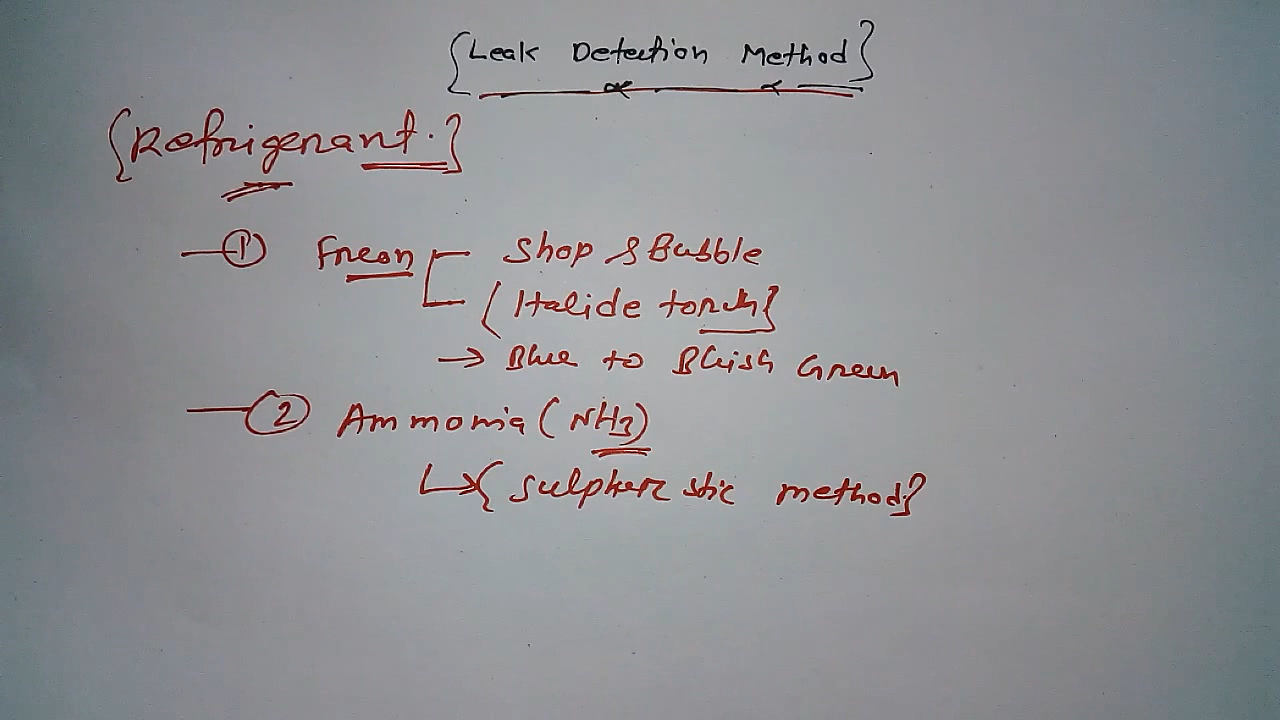 {Leak Detection Method}
{Refrigenant.}
① Freon Shop & Bubble
{Halide torch}
→ Blue to Bluish Green
② Ammonia (NH3)
↳ {sulpher stic method}